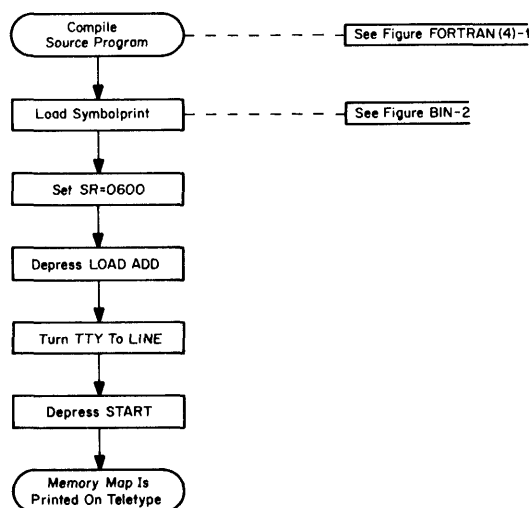 Compile
Source Program
See Figure FORTRAN (4)-1
Load Symbolprint
See Figure BIN-2
Set SR=0600
Depress LOAD ADD
Turn TTY To LINE
Depress START
Memory Map Is
Printed On Teletype